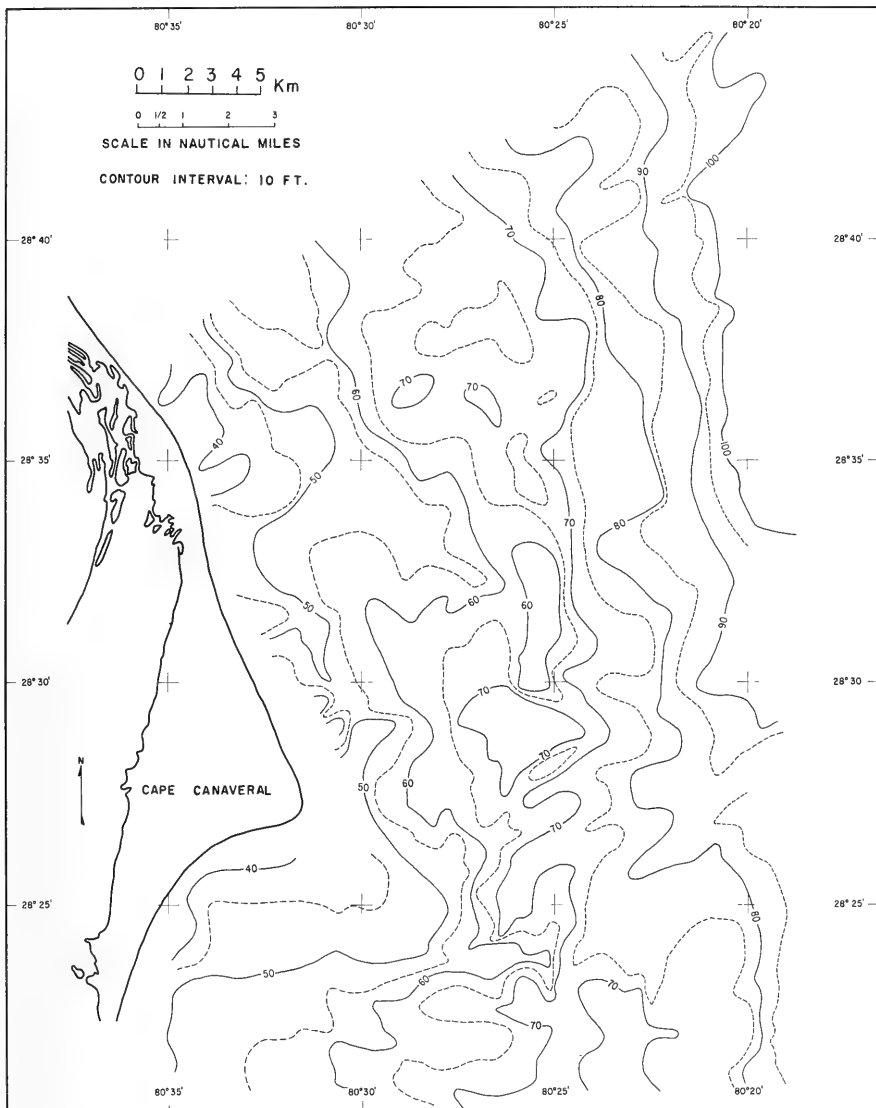 80° 35' 80° 30' 80° 25' 80° 20'
0 1 2 3 4 5 Km
0 1/2 1 2 3
SCALE IN NAUTICAL MILES
CONTOUR INTERVAL: 10 FT.
100
90
28° 40' 70 28° 40'
80
70 70
60
40
50 100
28° 35' 28° 35'
70 80
50 60 60
90
28° 30' 28° 30'
70
N
70
CAPE CANAVERAL 50 60
70
40
28° 25' 28° 25'
80
50 60
70
70
80° 35' 80° 30' 80° 25' 80° 20'